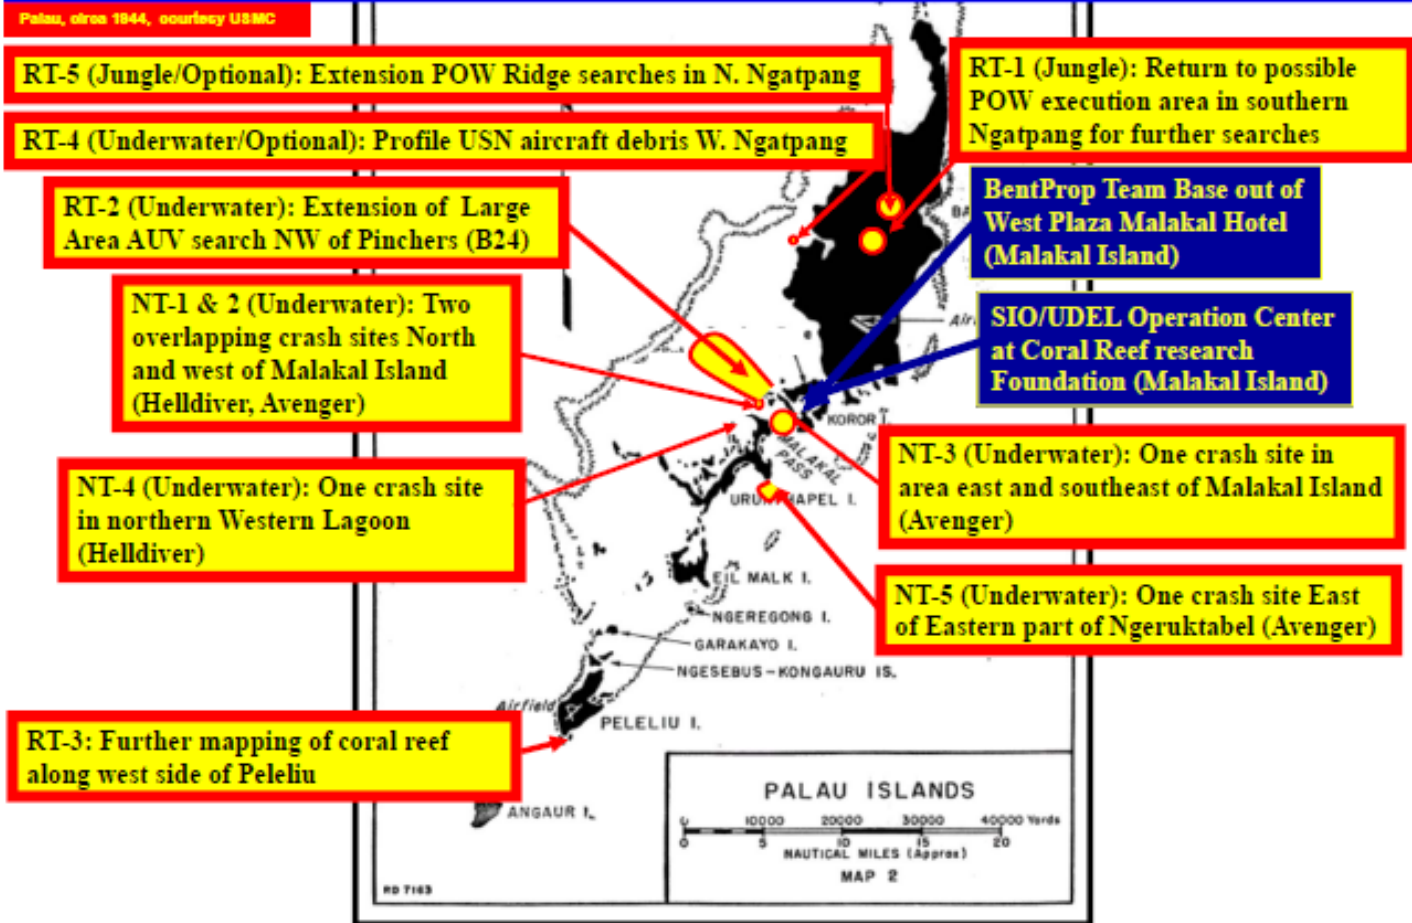 Palau, circa 1944, courtesy USMC
RT-5 (Jungle/Optional): Extension POW Ridge searches in N. Ngatpang
RT-4 (Underwater/Optional): Profile USN aircraft debris W. Ngatpang
RT-1 (Jungle): Return to possible
POW execution area in southern
Ngatpang for further searches
RT-2 (Underwater): Extension of Large
Area AUV search NW of Pinchers (B24)
BentProp Team Base out of
West Plaza Malakal Hotel
(Malakal Island)
BA
NT-1 & 2 (Underwater): Two
overlapping crash sites North
and west of Malakal Island
(Helldiver, Avenger)
SIO/UDEL Operation Center
at Coral Reef research
Foundation (Malakal Island)
Air
KOROR I.
MALAKAL
PASS
NT-3 (Underwater): One crash site in
area east and southeast of Malakal Island
(Avenger)
NT-4 (Underwater): One crash site
in northern Western Lagoon
(Helldiver)
URUKTHAPEL I.
EIL MALK I.
NT-5 (Underwater): One crash site East
of Eastern part of Ngeruktabel (Avenger)
NGEREGONG I.
GARAKAYO I.
NGESEBUS-KONGAURU IS.
Airfield
PELELIU I.
RT-3: Further mapping of coral reef
along west side of Peleliu
ANGAUR I.
PALAU ISLANDS
0 10000 20000 30000 40000 Yards
0 5 10 15 20
NAUTICAL MILES (Approx)
MAP 2
RD 7163